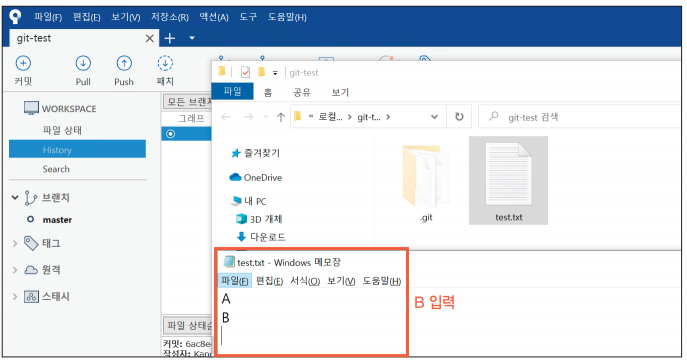 파일(F) 편집(E) 보기(V) 저장소(R) 액션(A) 도구 도움말(H)
git-test
커밋 Pull Push 패치
WORKSPACE
파일 상태
History
Search
브랜치
master
태그
원격
스태시
모든 브랜치
그래프
파일 상태순
커밋: 6ac8e
작성자: Kang
git-test
파일 홈 공유 보기
« 로컬... git-t...
git-test 검색
즐겨찾기
OneDrive
내 PC
3D 개체
다운로드
.git
test.txt
test.txt - Windows 메모장
파일(F) 편집(E) 서식(O) 보기(V) 도움말(H)
A
B
B 입력